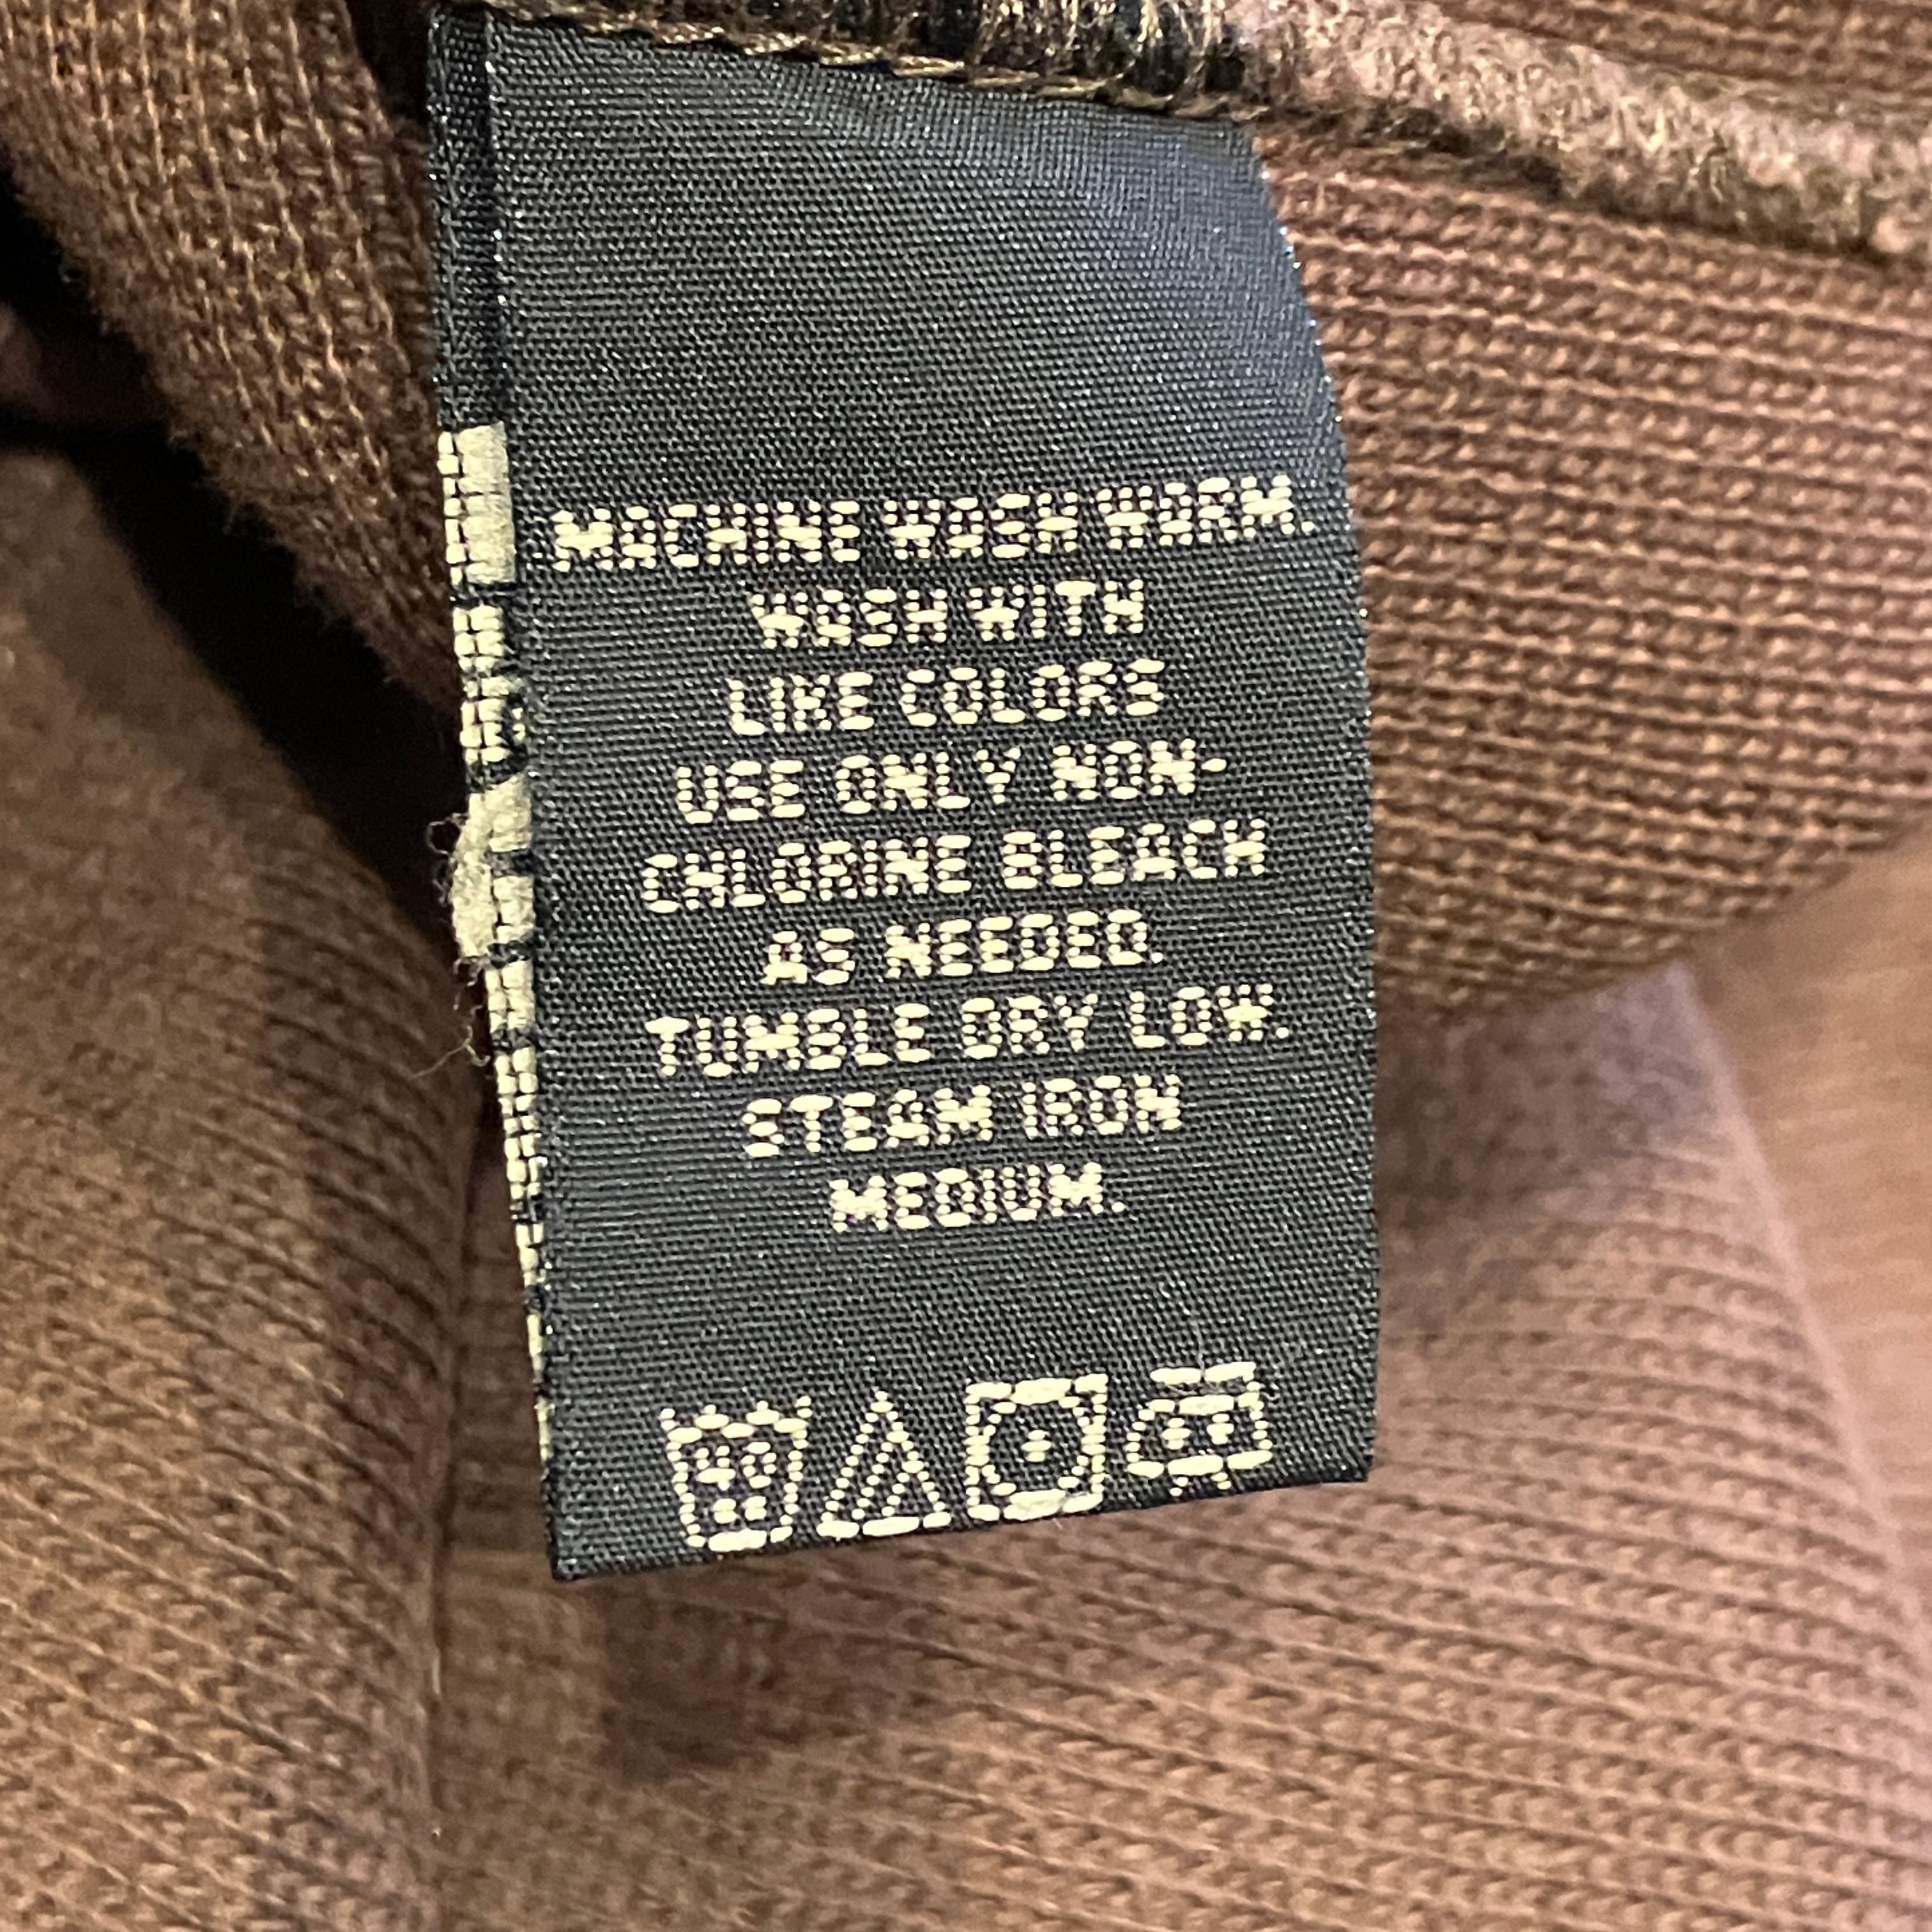 MACHINE WASH WARM.
WASH WITH
LIKE COLORS
USE ONLY NON-
CHLORINE BLEACH
AS NEEDED.
TUMBLE DRY LOW.
STEAM IRON
MEDIUM.
40